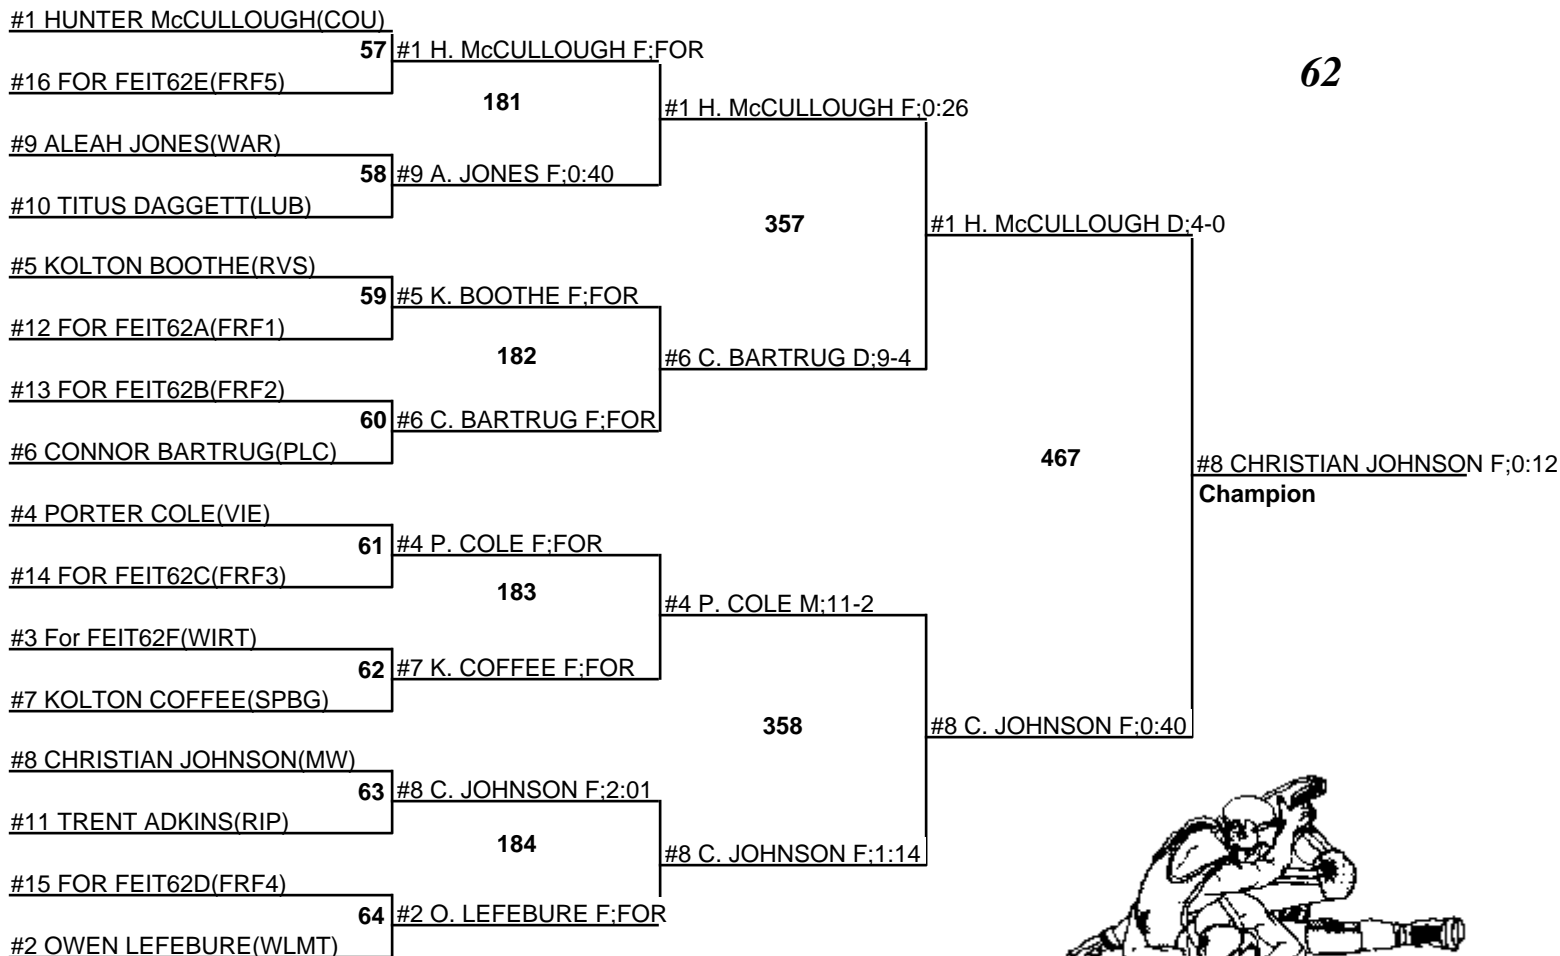 #1 HUNTER McCULLOUGH(COU)
57
#1 H. McCULLOUGH F;FOR
62
#16 FOR FEIT62E(FRF5)
181
#1 H. McCULLOUGH F;0:26
#9 ALEAH JONES(WAR)
58
#9 A. JONES F;0:40
#10 TITUS DAGGETT(LUB)
357
#1 H. McCULLOUGH D;4-0
#5 KOLTON BOOTHE(RVS)
59
#5 K. BOOTHE F;FOR
#12 FOR FEIT62A(FRF1)
182
#6 C. BARTRUG D;9-4
#13 FOR FEIT62B(FRF2)
60
#6 C. BARTRUG F;FOR
#6 CONNOR BARTRUG(PLC)
467
#8 CHRISTIAN JOHNSON F;0:12
Champion
#4 PORTER COLE(VIE)
61
#4 P. COLE F;FOR
#14 FOR FEIT62C(FRF3)
183
#4 P. COLE M;11-2
#3 For FEIT62F(WIRT)
62
#7 K. COFFEE F;FOR
#7 KOLTON COFFEE(SPBG)
358
#8 C. JOHNSON F;0:40
#8 CHRISTIAN JOHNSON(MW)
63
#8 C. JOHNSON F;2:01
#11 TRENT ADKINS(RIP)
184
#8 C. JOHNSON F;1:14
#15 FOR FEIT62D(FRF4)
64
#2 O. LEFEBURE F;FOR
#2 OWEN LEFEBURE(WLMT)